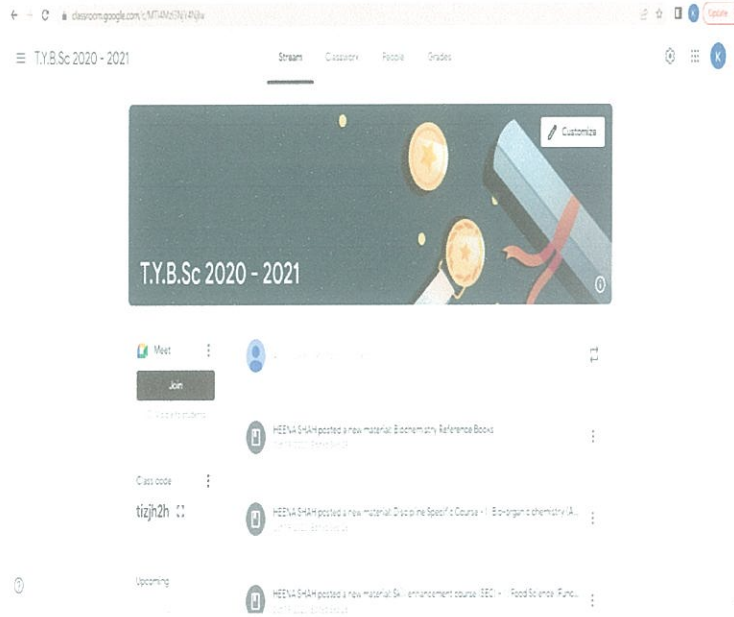 classroom.google.com
Update
T.Y.B.Sc 2020 - 2021
Stream Classwork People Grades
K
Customize
T.Y.B.Sc 2020 - 2021
Meet
Join
HEENA SHAH posted a new material: Biochemistry Reference Books
Class code
tizjh2h
HEENA SHAH posted a new material: Discipline Specific Course - I: Bio-organic chemistry (A...
Upcoming
HEENA SHAH posted a new material: Skill enhancement course (SEC) - Food Science (Fund...